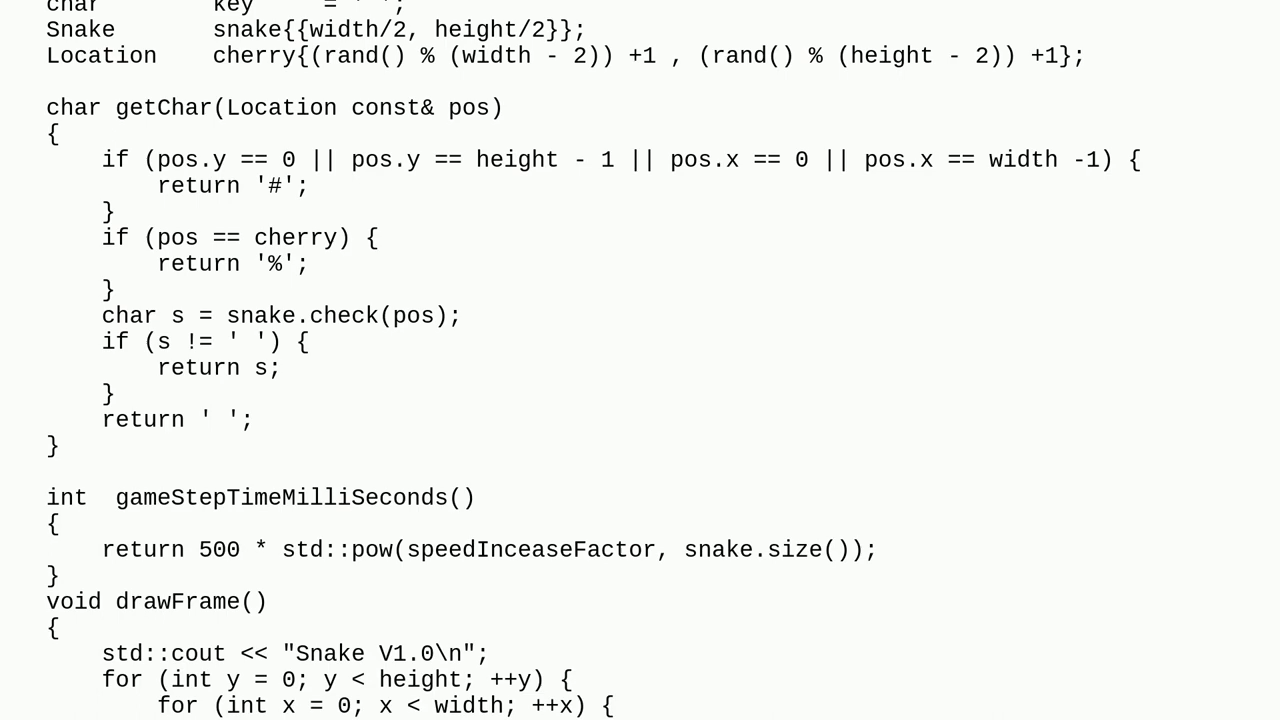 char        key     = ' ';
Snake       snake{{width/2, height/2}};
Location    cherry{(rand() % (width - 2)) +1 , (rand() % (height - 2)) +1};

char getChar(Location const& pos)
{
    if (pos.y == 0 || pos.y == height - 1 || pos.x == 0 || pos.x == width -1) {
        return '#';
    }
    if (pos == cherry) {
        return '%';
    }
    char s = snake.check(pos);
    if (s != ' ') {
        return s;
    }
    return ' ';
}

int  gameStepTimeMilliSeconds()
{
    return 500 * std::pow(speedInceaseFactor, snake.size());
}
void drawFrame()
{
    std::cout << "Snake V1.0\n";
    for (int y = 0; y < height; ++y) {
        for (int x = 0; x < width; ++x) {